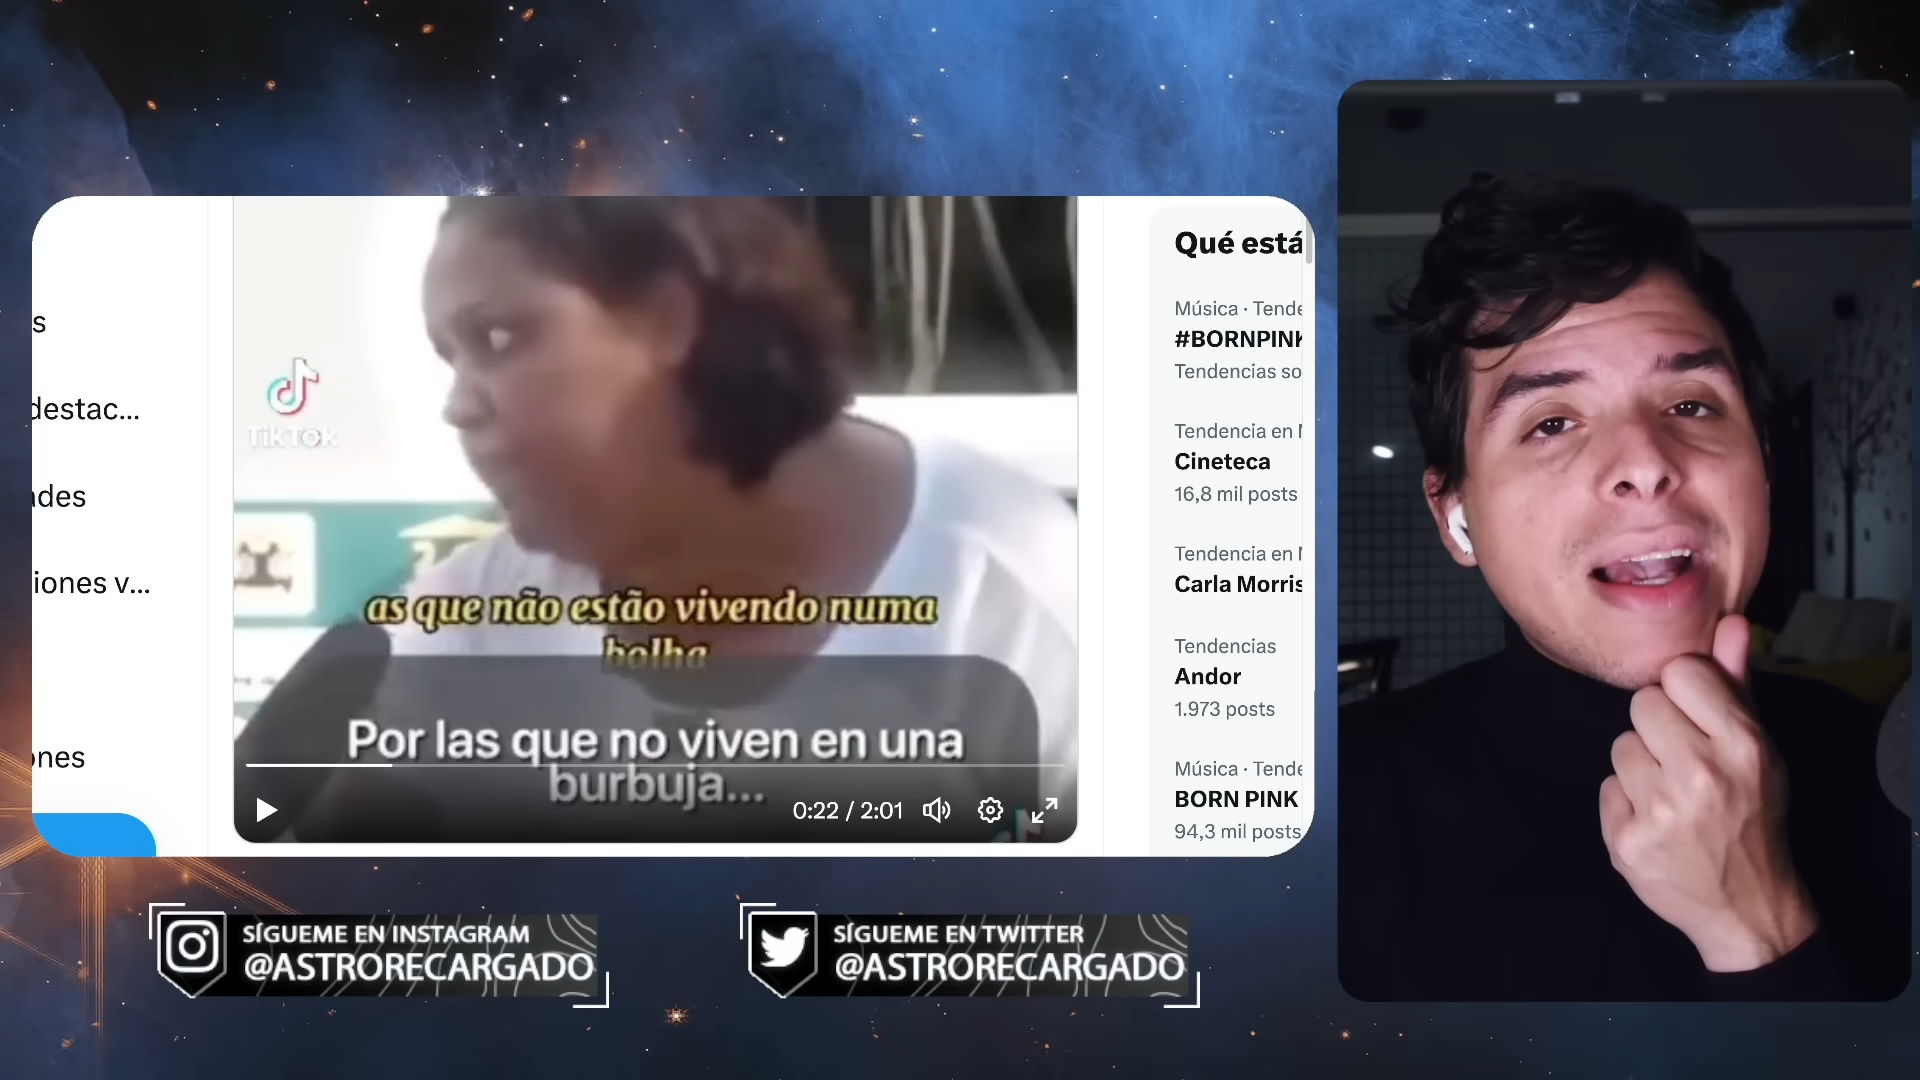 s
destac...
ades
iones v...
ones
TikTok
as que não estão vivendo numa
bolha
Por las que no viven en una
burbuja...
0:22 / 2:01
Qué está
Música · Tende
#BORNPINK
Tendencias so
Tendencia en M
Cineteca
16,8 mil posts
Tendencia en M
Carla Morris
Tendencias
Andor
1.973 posts
Música · Tende
BORN PINK
94,3 mil posts
SÍGUEME EN INSTAGRAM
@ASTRORECARGADO
SÍGUEME EN TWITTER
@ASTRORECARGADO